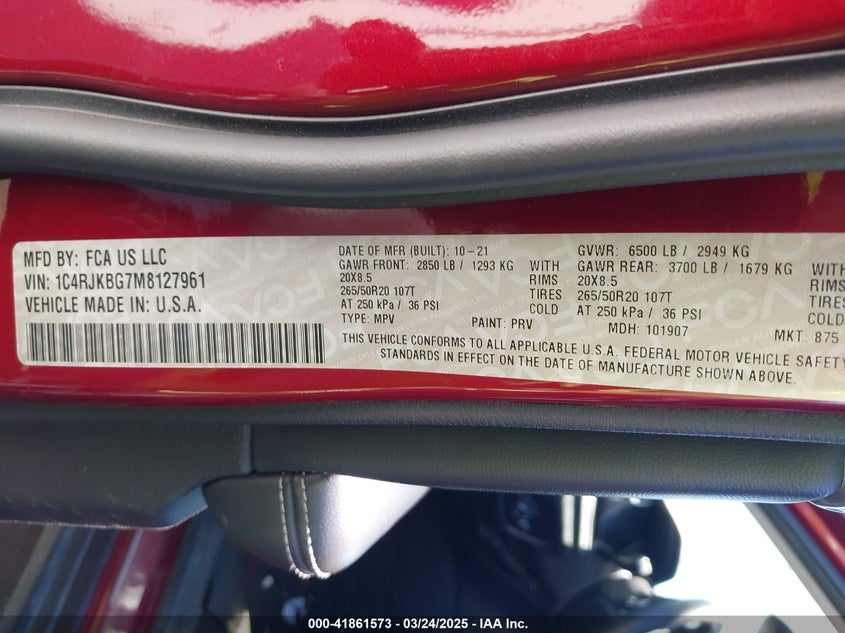 MFD BY: FCA US LLC
VIN: 1C4RJKBG7M8127961
VEHICLE MADE IN: U.S.A.
DATE OF MFR (BUILT): 10-21
GAWR FRONT: 2850 LB / 1293 KG WITH
20X8.5 RIMS
265/50R20 107T TIRES
AT 250 kPa / 36 PSI COLD
TYPE: MPV PAINT: PRV
GVWR: 6500 LB / 2949 KG
GAWR REAR: 3700 LB / 1679 KG WITH
20X8.5 RIMS
265/50R20 107T TIRES
AT 250 kPa / 36 PSI COLD
MDH: 101907 MKT: 875
THIS VEHICLE CONFORMS TO ALL APPLICABLE U.S.A. FEDERAL MOTOR VEHICLE SAFETY
STANDARDS IN EFFECT ON THE DATE OF MANUFACTURE SHOWN ABOVE.
000-41861573 - 03/24/2025 - IAA Inc.